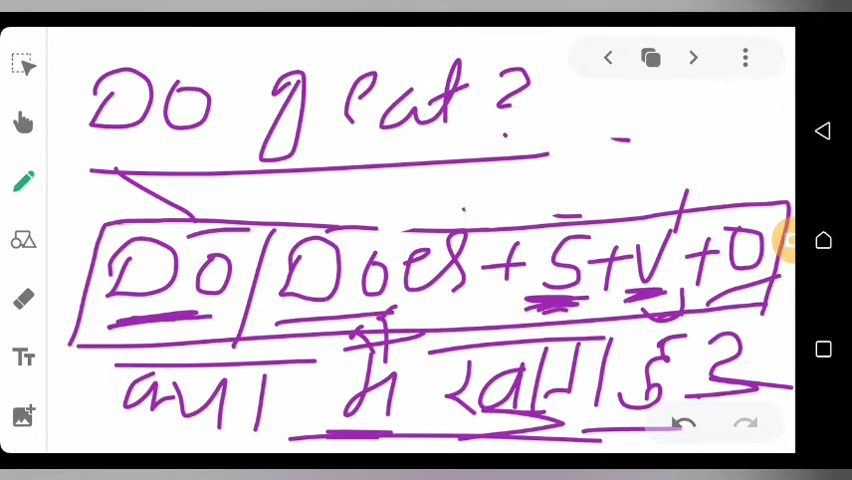 Do I eat?
Do/Does + S + V' + O
क्या मैं खाता हूँ?